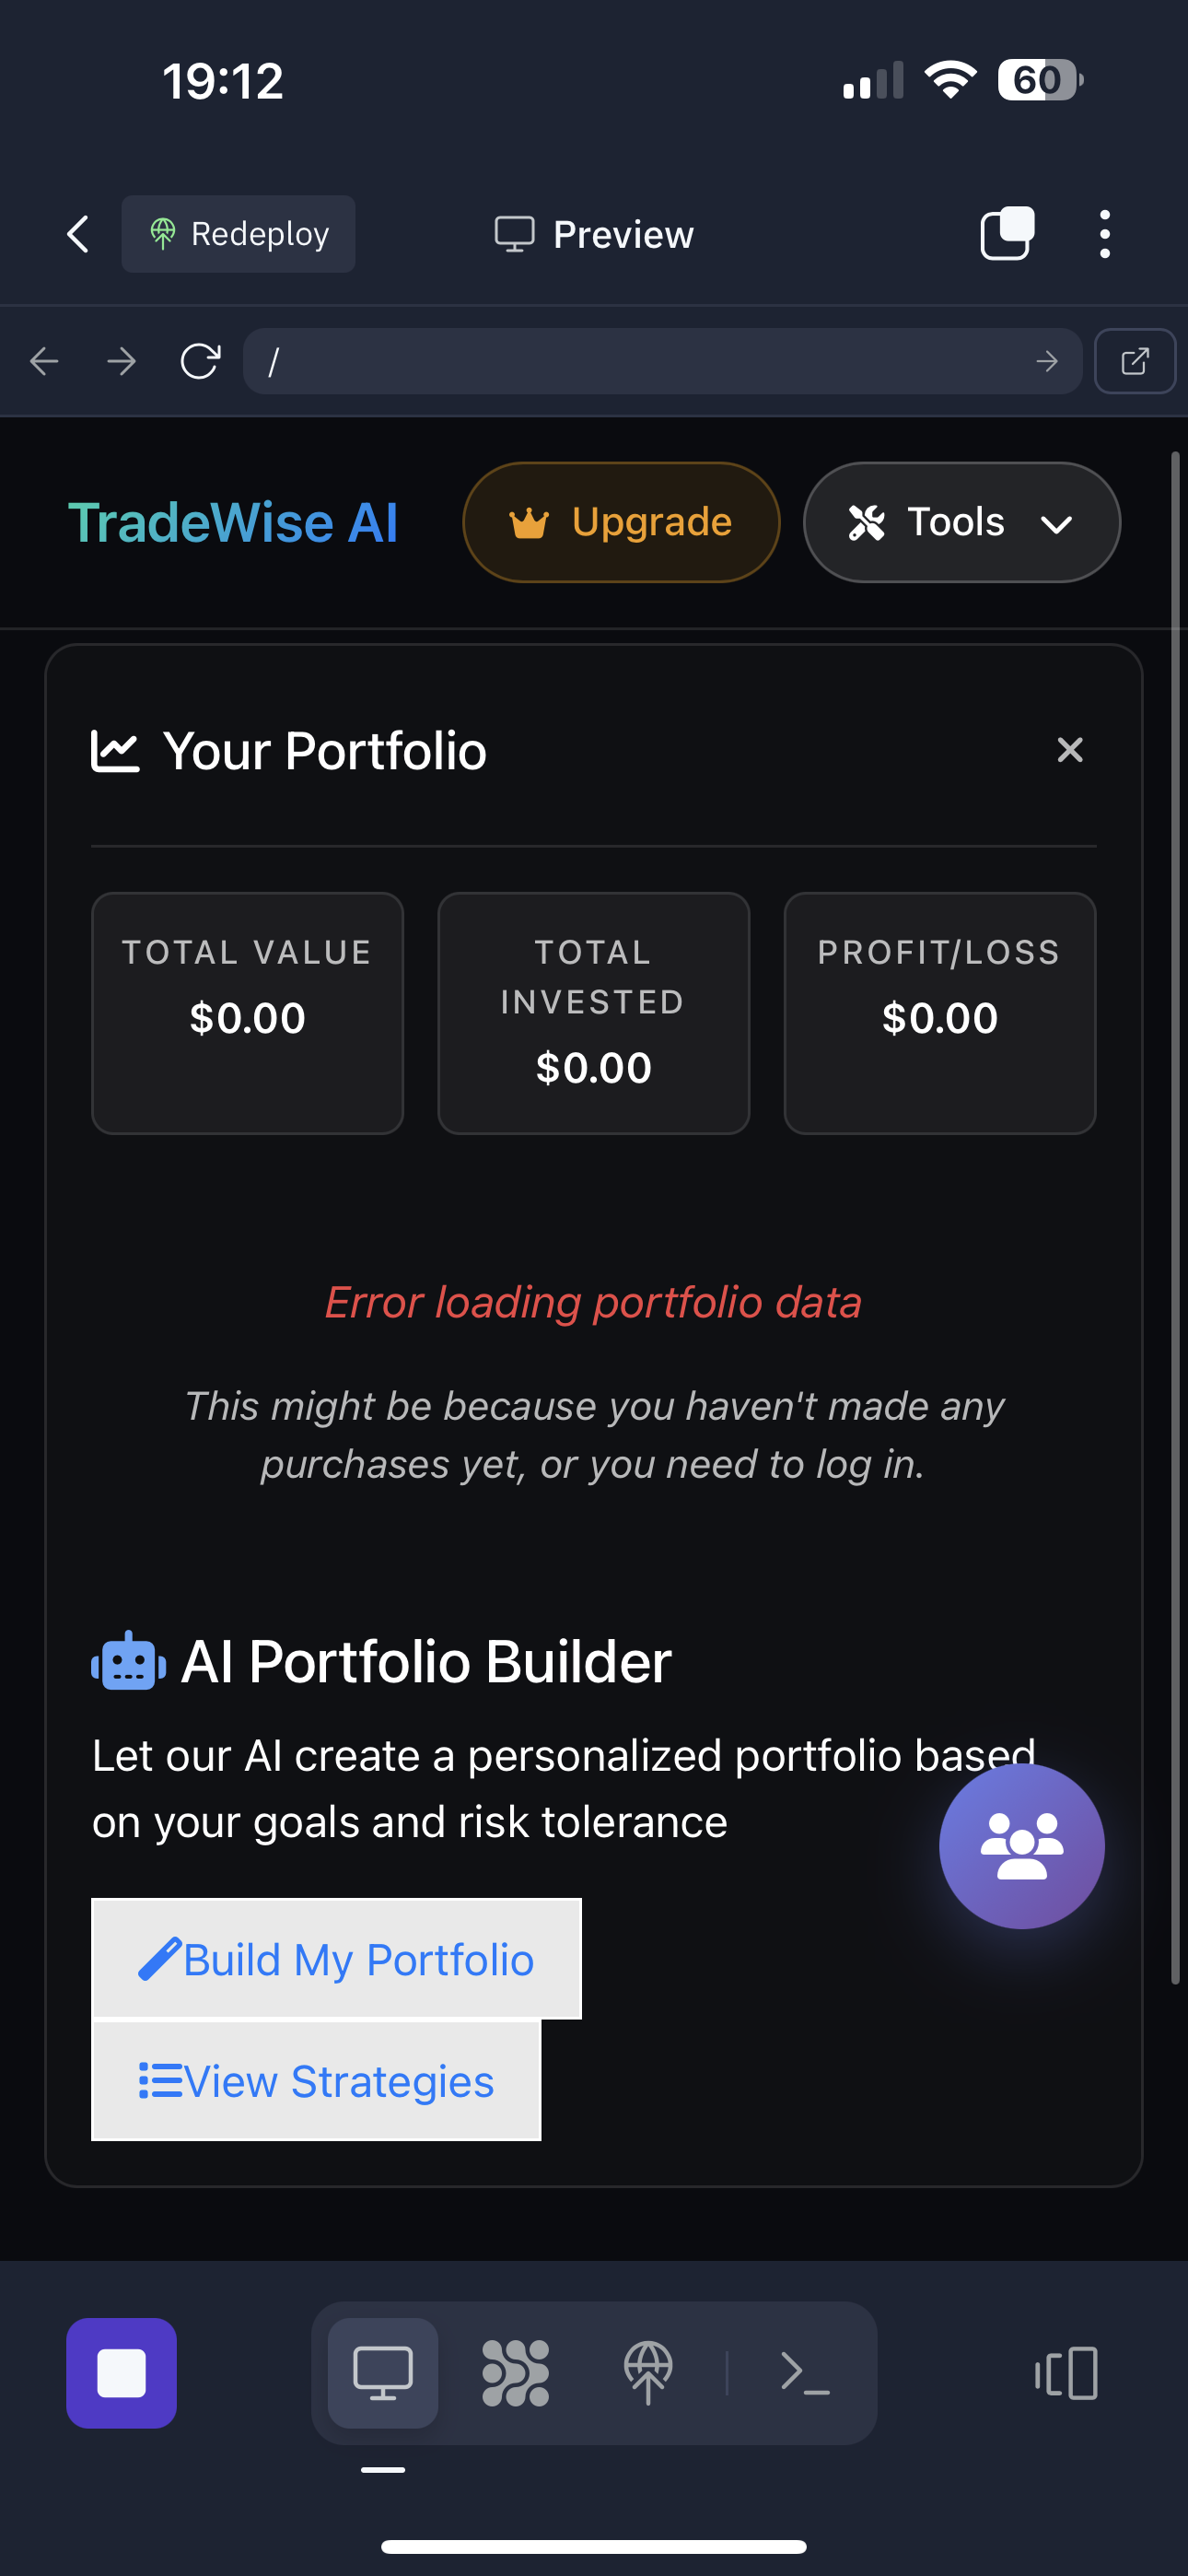 19:12
60
Redeploy
Preview
/
TradeWise AI
Upgrade
Tools
Your Portfolio
TOTAL VALUE
$0.00
TOTAL
INVESTED
$0.00
PROFIT/LOSS
$0.00
Error loading portfolio data
This might be because you haven't made any
purchases yet, or you need to log in.
AI Portfolio Builder
Let our AI create a personalized portfolio based
on your goals and risk tolerance
Build My Portfolio
View Strategies